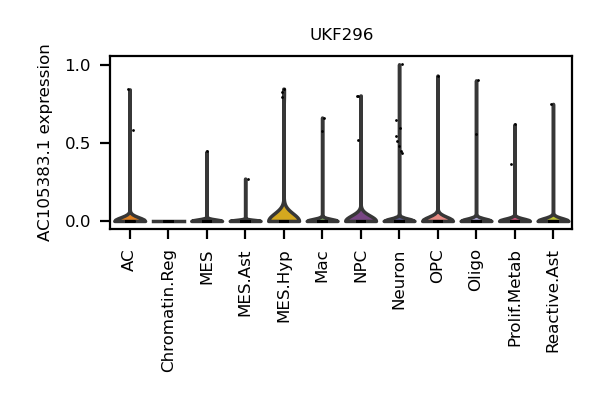 UKF296
AC105383.1 expression
1.0
0.5
0.0
AC
Chromatin.Reg
MES
MES.Ast
MES.Hyp
Mac
NPC
Neuron
OPC
Oligo
Prolif.Metab
Reactive.Ast